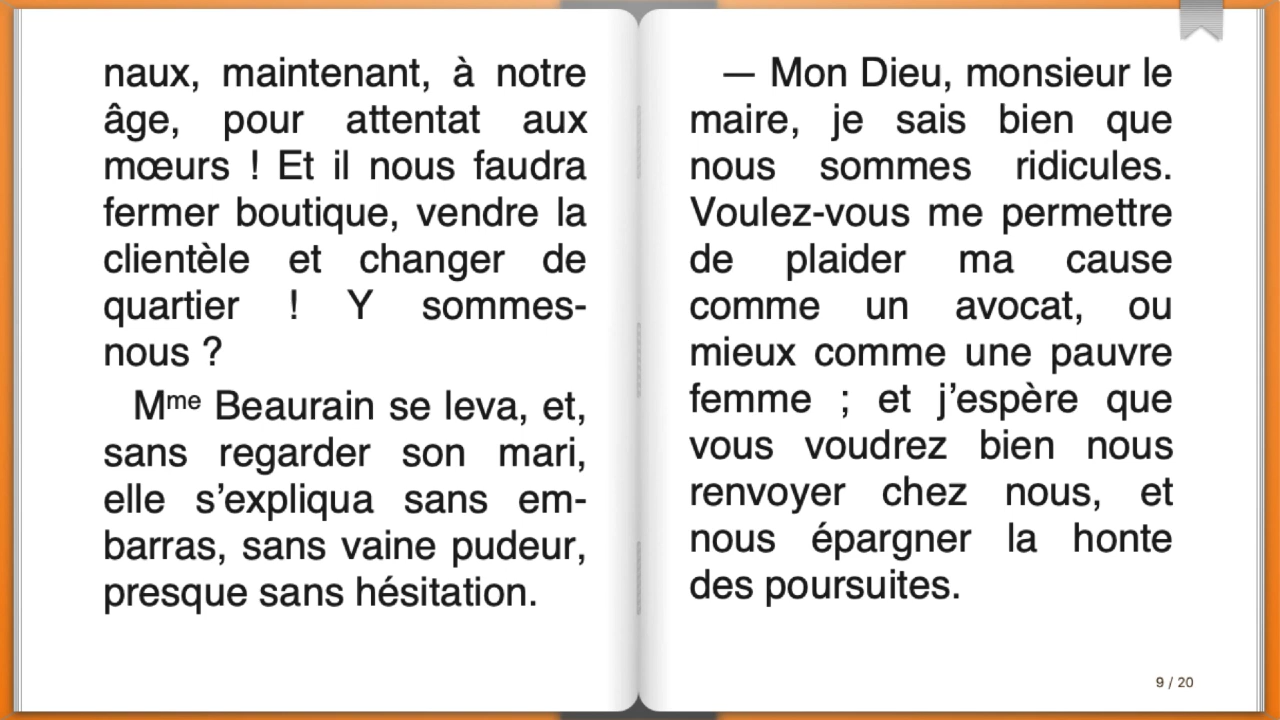 naux, maintenant, à notre
âge, pour attentat aux
mœurs ! Et il nous faudra
fermer boutique, vendre la
clientèle et changer de
quartier ! Y sommes-
nous ?
Mme Beaurain se leva, et,
sans regarder son mari,
elle s’expliqua sans em-
barras, sans vaine pudeur,
presque sans hésitation.
— Mon Dieu, monsieur le
maire, je sais bien que
nous sommes ridicules.
Voulez-vous me permettre
de plaider ma cause
comme un avocat, ou
mieux comme une pauvre
femme ; et j’espère que
vous voudrez bien nous
renvoyer chez nous, et
nous épargner la honte
des poursuites.
9 / 20